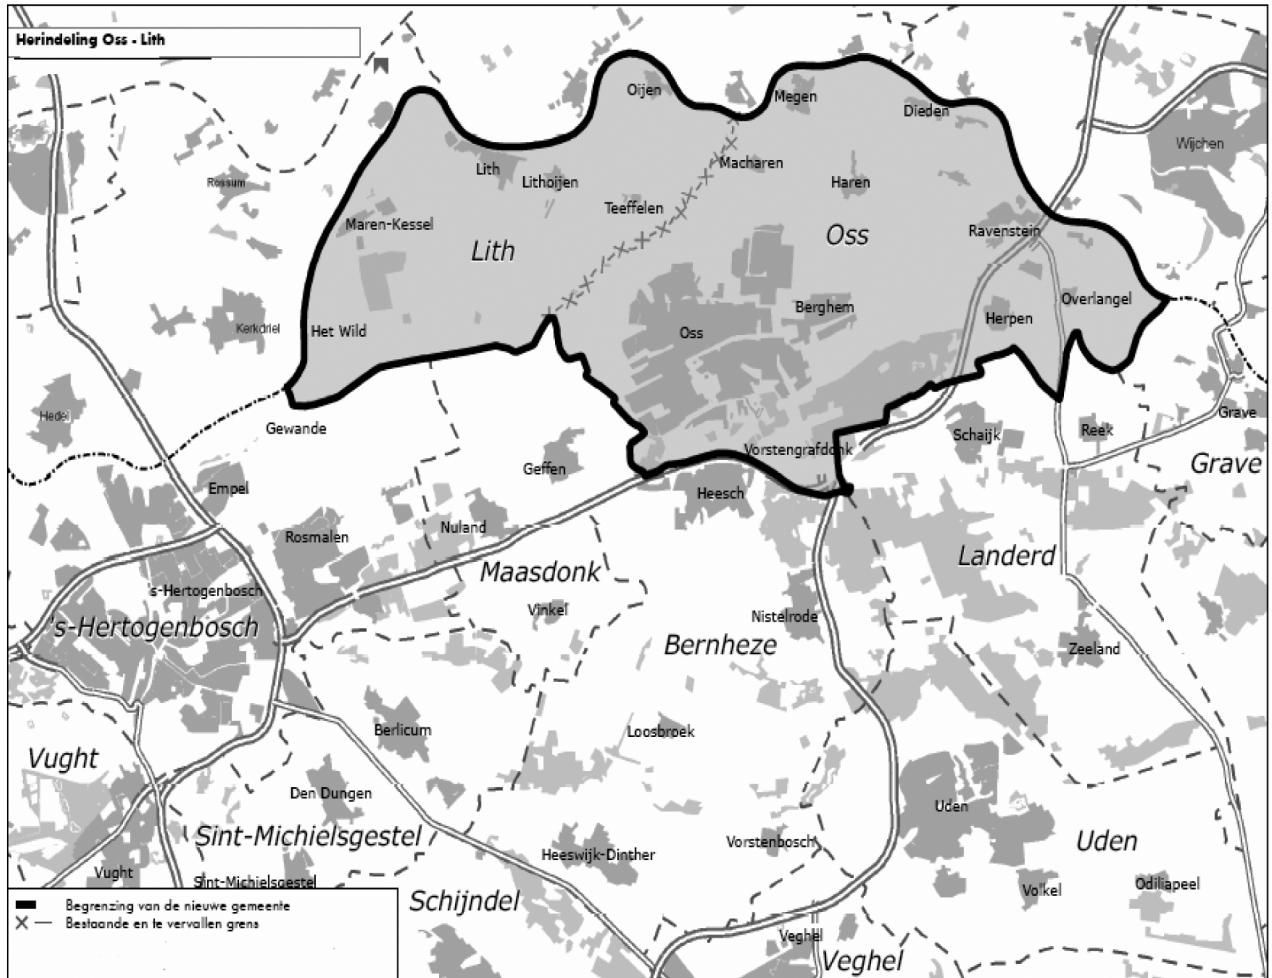 Herindeling Oss - Lith
Oijen
Megen
Dieden
Wijchen
Lith
Macharen
Rossum
Lithoijen
Haren
Teeffelen
Maren-Kessel
Ravenstein
Oss
Lith
Overlangel
Berghem
Herpen
Kerkdriel
Het Wild
Oss
Hedel
Grave
Gewande
Schaijk
Reek
Vorstengrafdonk
Geffen
Grave
Empel
Heesch
Nuland
Rosmalen
Landerd
Maasdonk
's-Hertogenbosch
Vinkel
Nistelrode
's-Hertogenbosch
Bernheze
Zeeland
Berlicum
Loosbroek
Vught
Den Dungen
Uden
Sint-Michielsgestel
Vorstenbosch
Uden
Heeswijk-Dinther
Vught
Sint-Michielsgestel
Volkel
Odiliapeel
Schijndel
Begrenzing van de nieuwe gemeente
Bestaande en te vervallen grens
Veghel
Veghel